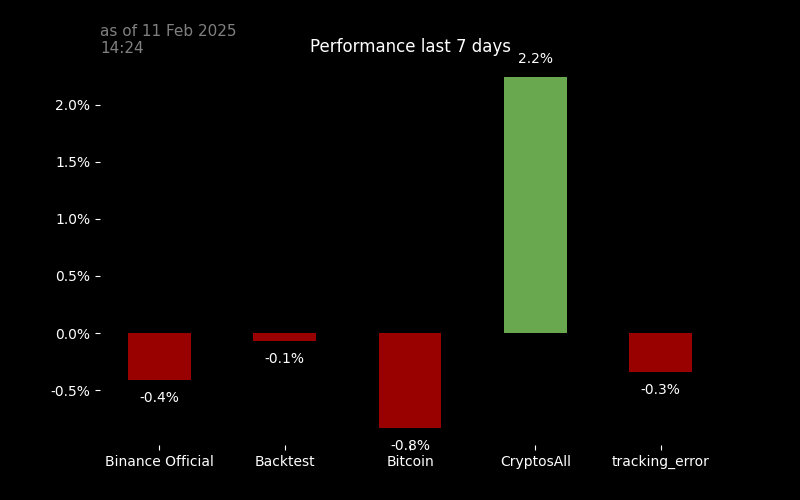 as of 11 Feb 2025
14:24
Performance last 7 days
2.2%
2.0%
1.5%
1.0%
0.5%
0.0%
-0.5%
-0.4%
-0.1%
-0.8%
-0.3%
Binance Official
Backtest
Bitcoin
CryptosAll
tracking_error